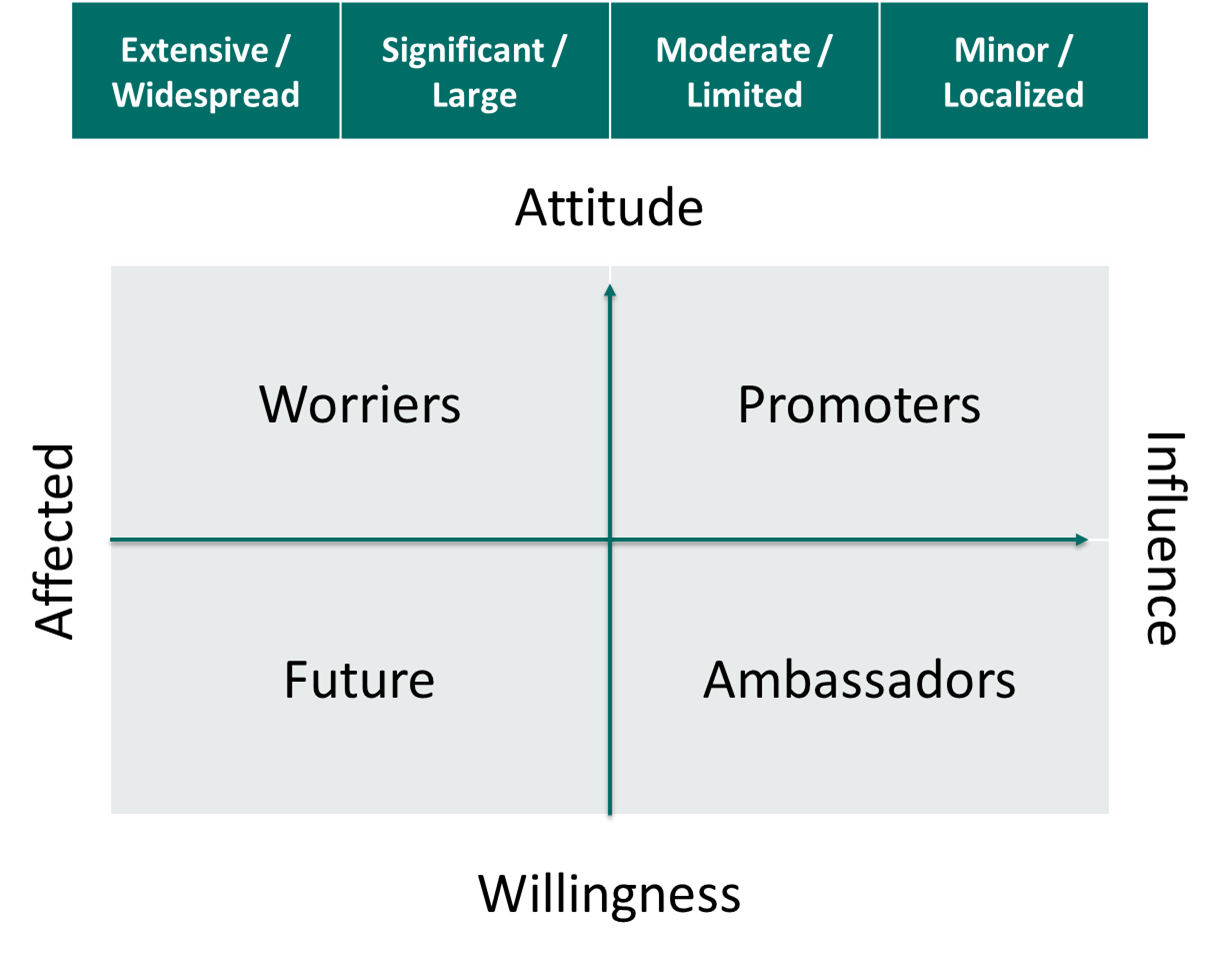 Extensive /
Widespread
Significant /
Large
Moderate /
Limited
Minor /
Localized
Attitude
Worriers
Promoters
Affected
Influence
Future
Ambassadors
Willingness